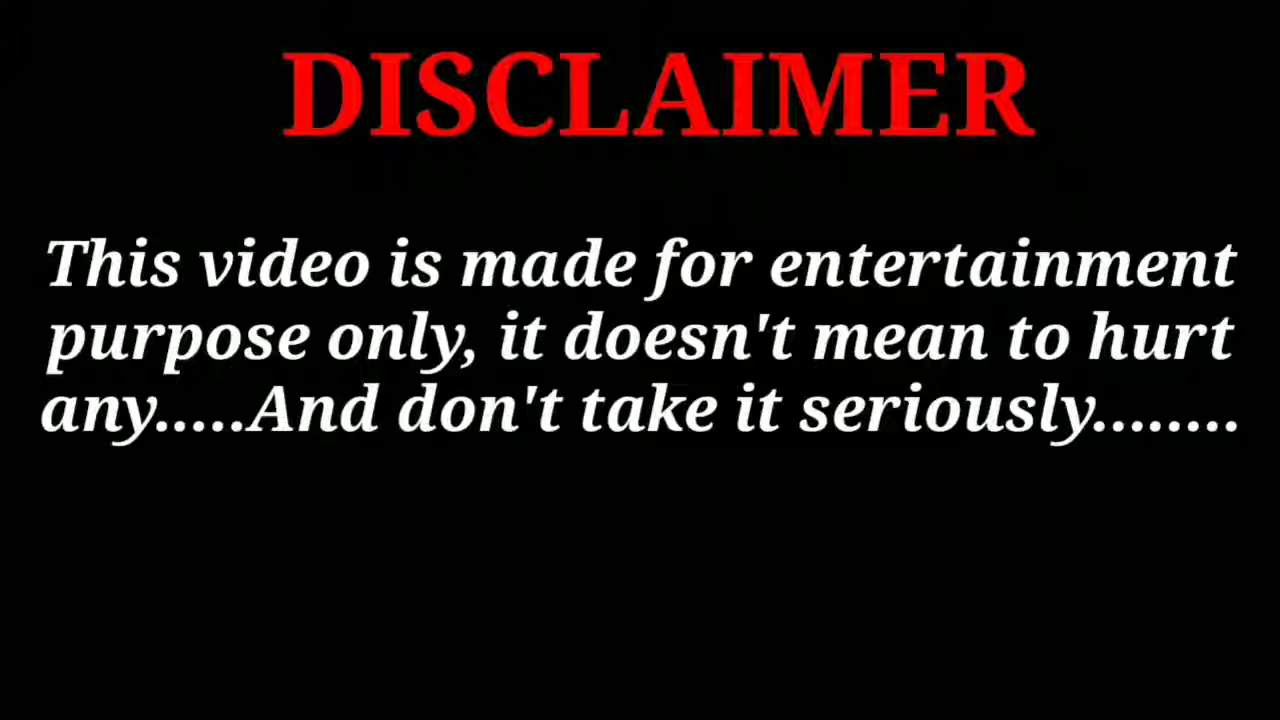 DISCLAIMER
This video is made for entertainment
purpose only, it doesn't mean to hurt
any.....And don't take it seriously........